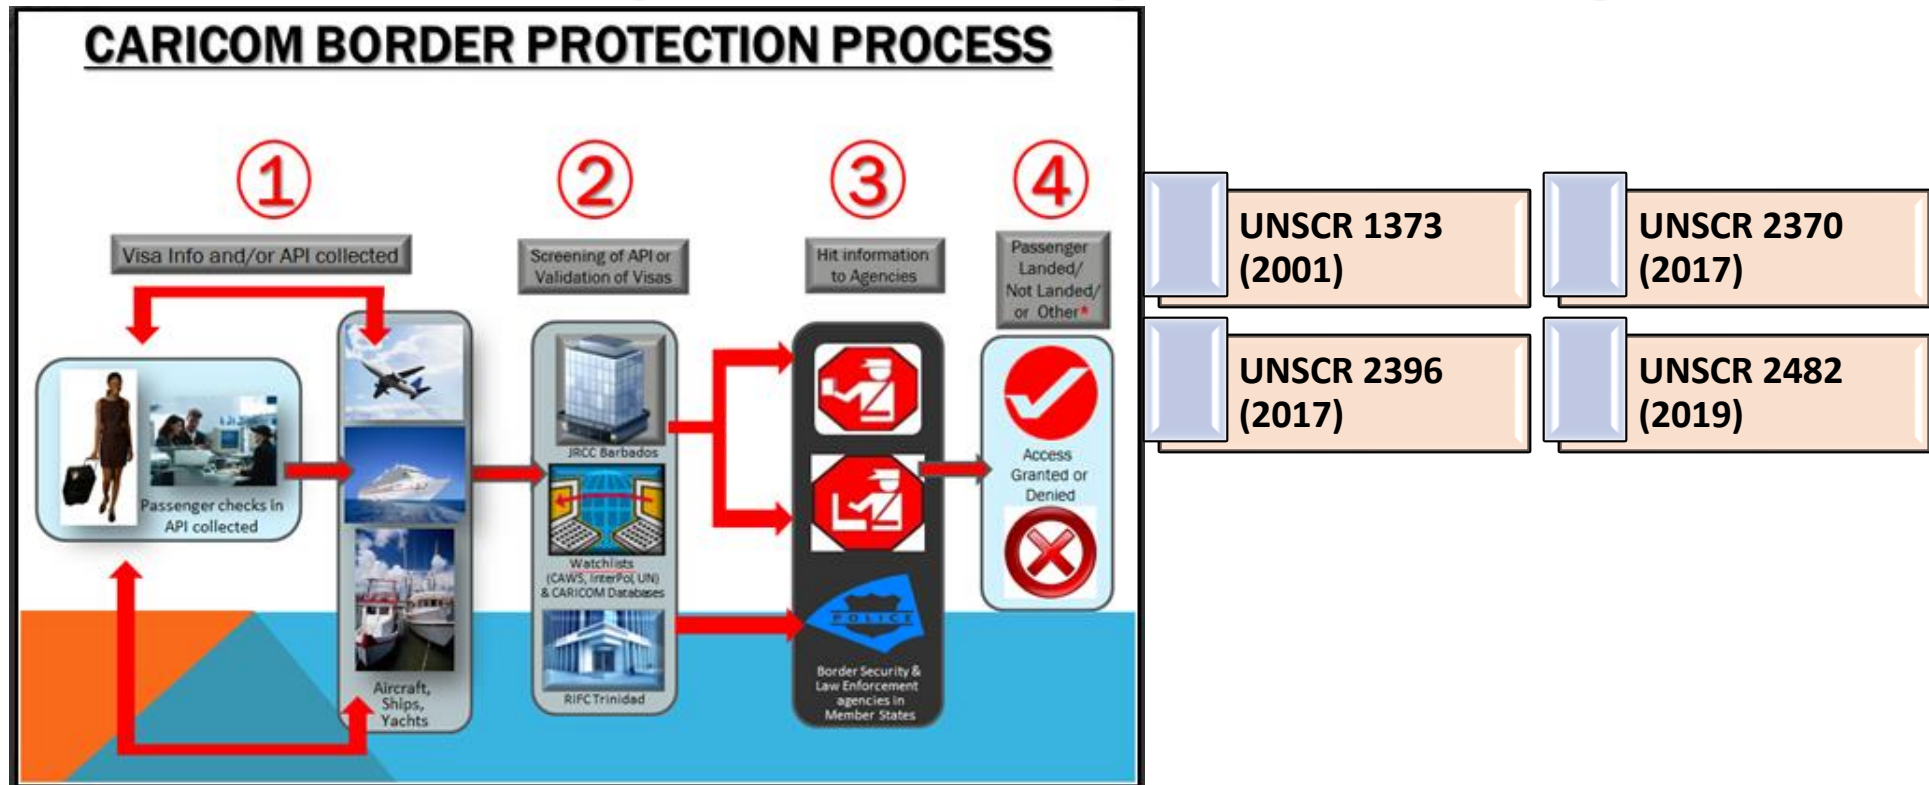 CARICOM BORDER PROTECTION PROCESS
1
2
3
4
Visa Info and/or API collected
Screening of API or
Validation of Visas
Hit information
to Agencies
Passenger
Landed/
Not Landed/
or Other*
Passenger checks in
API collected
Aircraft,
Ships,
Yachts
JRCC Barbados
Watchlists
(CAWS, InterPol, UN)
& CARICOM Databases
RIFC Trinidad
POLICE
Border Security &
Law Enforcement
agencies in
Member States
Access
Granted or
Denied
UNSCR 1373
(2001)
UNSCR 2370
(2017)
UNSCR 2396
(2017)
UNSCR 2482
(2019)